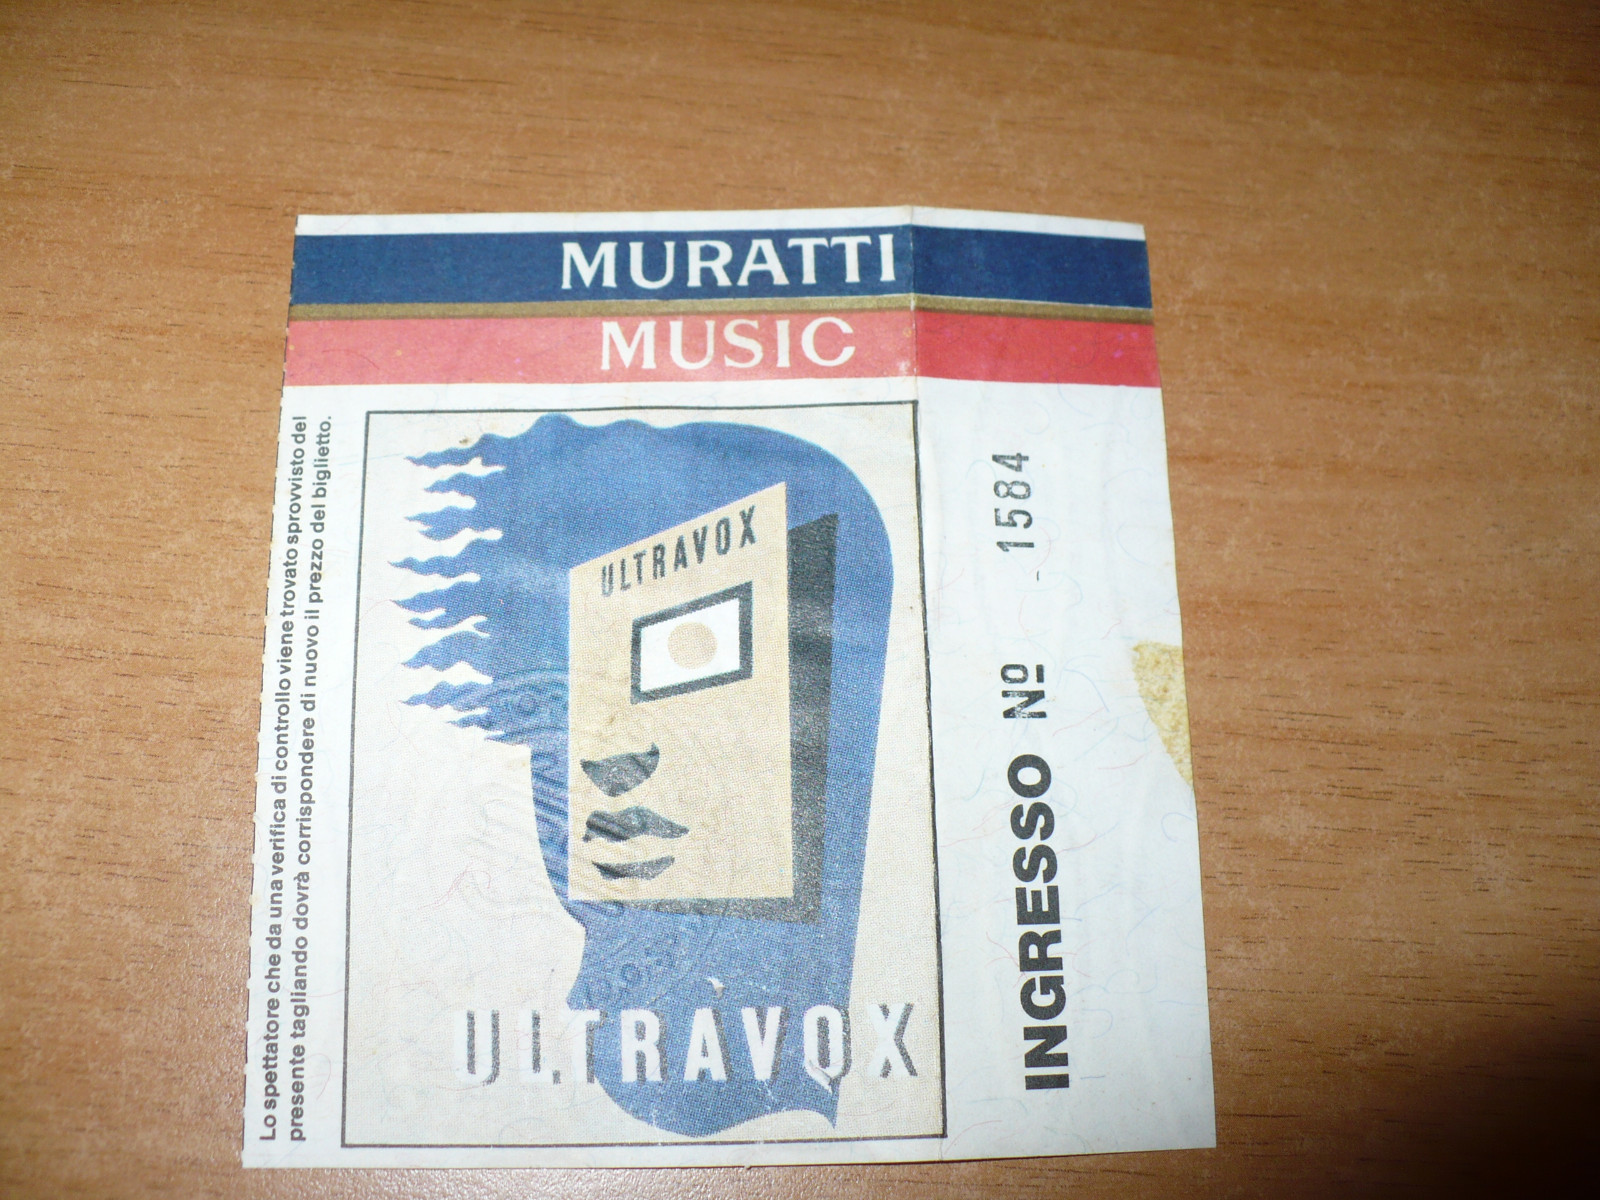 MURATTI
MUSIC
Lo spettatore che da una verifica di controllo viene trovato sprovvisto del
presente tagliando dovrà corrispondere di nuovo il prezzo del biglietto.
ULTRAVOX
ULTRAVOX
INGRESSO Nº 1584